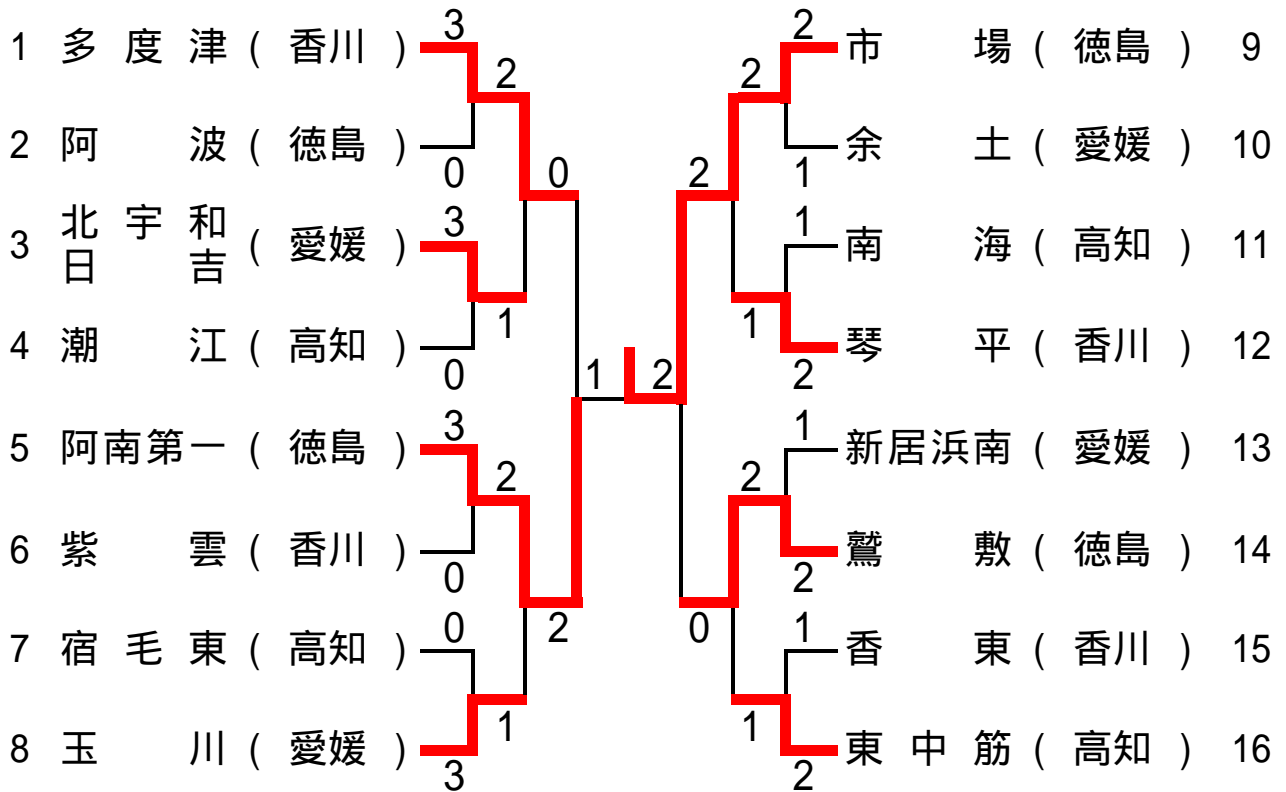 1 多度津 ( 香川 ) 3
2 阿波 ( 徳島 ) 0
2
3 北宇和
日吉 ( 愛媛 ) 3
4 潮江 ( 高知 ) 0
1
0
5 阿南第一 ( 徳島 ) 3
6 紫雲 ( 香川 ) 0
2
7 宿毛東 ( 高知 ) 0
8 玉川 ( 愛媛 ) 3
1
2
1 2
2 市場 ( 徳島 ) 9
1 余土 ( 愛媛 ) 10
2
1 南海 ( 高知 ) 11
2 琴平 ( 香川 ) 12
1
2
1 新居浜南 ( 愛媛 ) 13
2 鷲敷 ( 徳島 ) 14
2
1 香東 ( 香川 ) 15
2 東中筋 ( 高知 ) 16
1
0